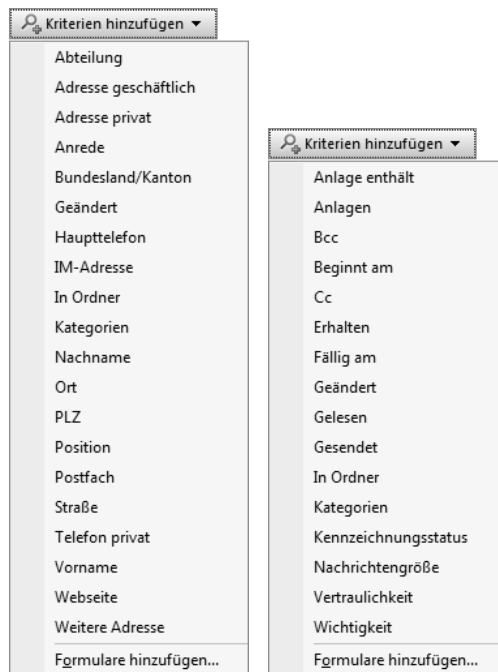 Kriterien hinzufügen
Abteilung
Adresse geschäftlich
Adresse privat
Anrede
Bundesland/Kanton
Geändert
Haupttelefon
IM-Adresse
In Ordner
Kategorien
Nachname
Ort
PLZ
Position
Postfach
Straße
Telefon privat
Vorname
Webseite
Weitere Adresse
Formulare hinzufügen...
Kriterien hinzufügen
Anlage enthält
Anlagen
Bcc
Beginnt am
Cc
Erhalten
Fällig am
Geändert
Gelesen
Gesendet
In Ordner
Kategorien
Kennzeichnungsstatus
Nachrichtengröße
Vertraulichkeit
Wichtigkeit
Formulare hinzufügen...